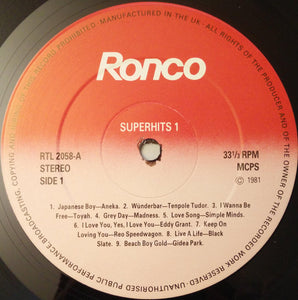 MANUFACTURED IN U.K. - ALL RIGHTS OF THE PRODUCER AND OF THE OWNER OF THE RECORDED WORK RESERVED-UNAUTHORISED PUBLIC PERFORMANCE BROADCASTING, COPYING AND PROHIBITED -
Ronco
SUPERHITS 1
RTL 2058-A
STEREO
SIDE 1
33⅓ RPM
MCPS
Ⓟ 1981
1. Japanese Boy—Aneka. 2. Wünderbar—Tenpole Tudor. 3. I Wanna Be
Free—Toyah. 4. Grey Day—Madness. 5. Love Song—Simple Minds.
6. I Love You, Yes, I Love You—Eddy Grant. 7. Keep On
Loving You—Reo Speedwagon. 8. Live A Life—Black
Slate. 9. Beach Boy Gold—Gidea Park.